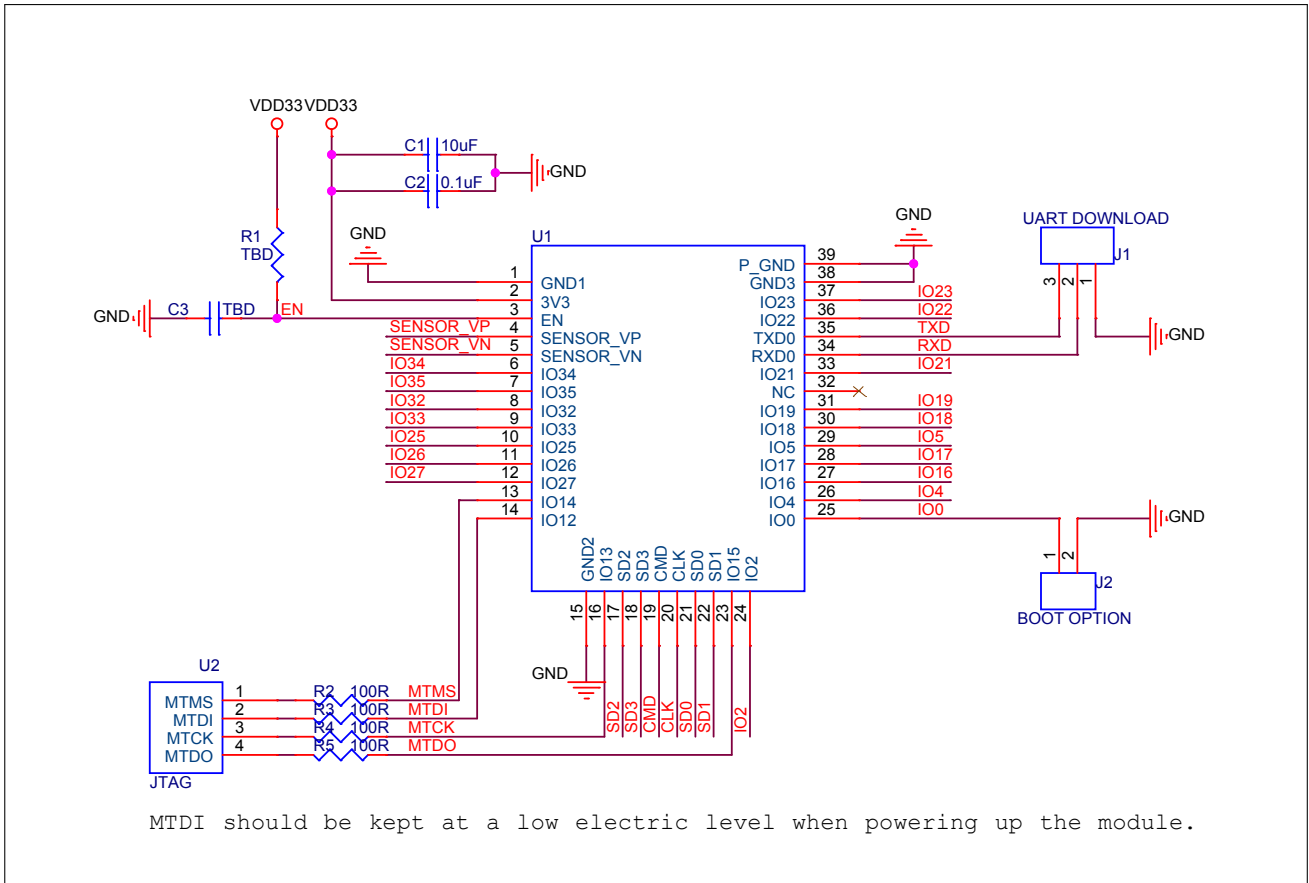 VDD33 VDD33
C1 10uF
GND
C2 0.1uF
R1
TBD
GND
GND C3 TBD EN
U1
GND
UART DOWNLOAD
J1
3 2 1
GND
1 GND1
2 3V3
3 EN
SENSOR_VP 4 SENSOR_VP
SENSOR_VN 5 SENSOR_VN
IO34 6 IO34
IO35 7 IO35
IO32 8 IO32
IO33 9 IO33
IO25 10 IO25
IO26 11 IO26
IO27 12 IO27
13 IO14
14 IO12
P_GND 39
GND3 38
IO23 37 IO23
IO22 36 IO22
TXD0 35 TXD
RXD0 34 RXD
IO21 33 IO21
NC 32
IO19 31 IO19
IO18 30 IO18
IO5 29 IO5
IO17 28 IO17
IO16 27 IO16
IO4 26 IO4
IO0 25 IO0
GND
1 2
J2
BOOT OPTION
GND2 IO13 SD2 SD3 CMD CLK SD0 SD1 IO15 IO2
15 16 17 18 19 20 21 22 23 24
GND
SD2 SD3 CMD CLK SD0 SD1 IO2
U2
MTMS 1 R2 100R MTMS
MTDI 2 R3 100R MTDI
MTCK 3 R4 100R MTCK
MTDO 4 R5 100R MTDO
JTAG
MTDI should be kept at a low electric level when powering up the module.